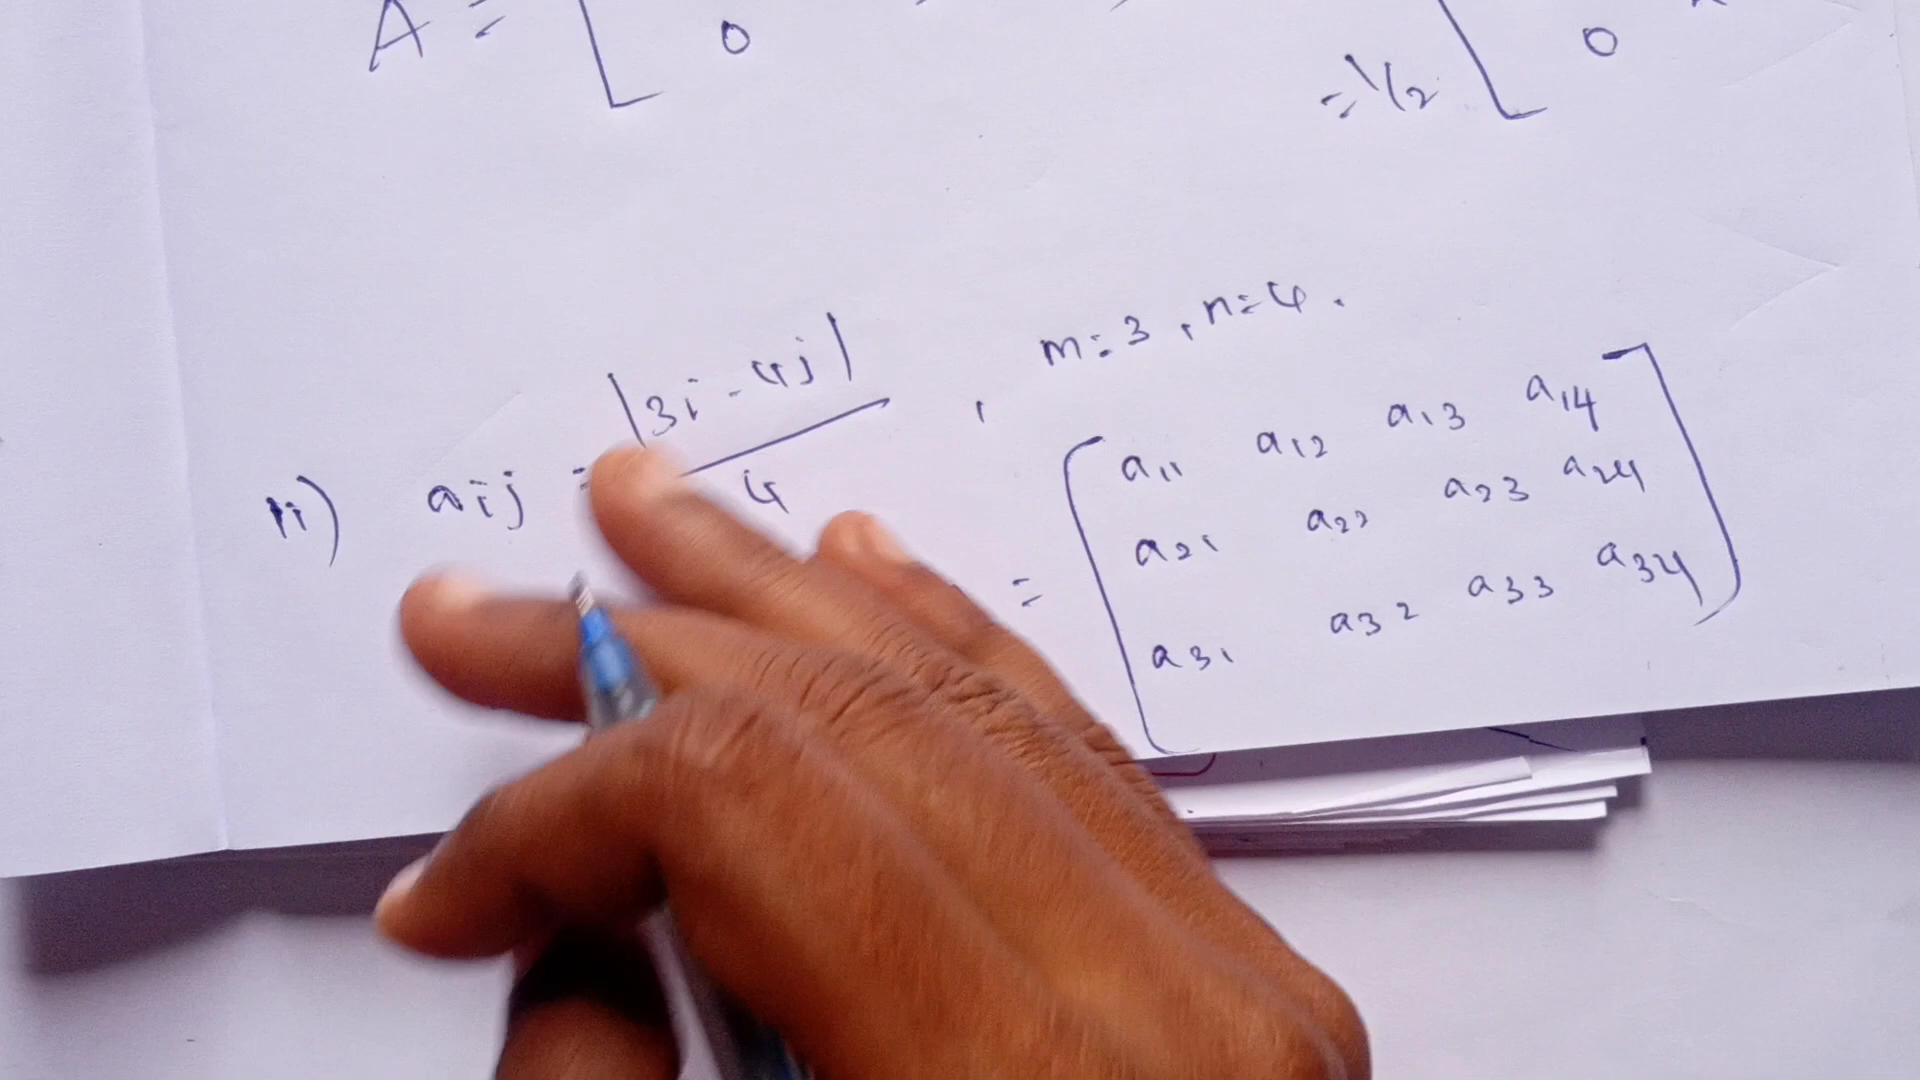 A = [ 0
= 1/2 [ 0
ii) aij = |3i - 4j| / 4 , m = 3 , n = 4 .
= [ a11 a12 a13 a14
a21 a22 a23 a24
a31 a32 a33 a34 ]